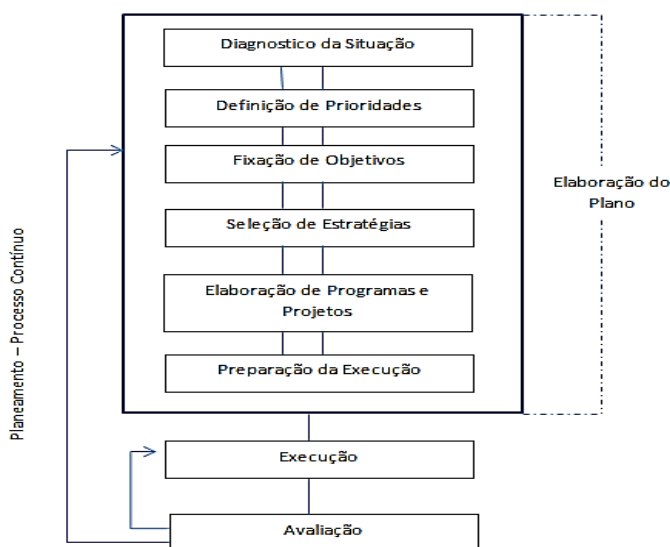 Diagnostico da Situação
Definição de Prioridades
Fixação de Objetivos
Seleção de Estratégias
Elaboração de Programas e
Projetos
Preparação da Execução
Execução
Avaliação
Elaboração do
Plano
Planeamento – Processo Contínuo